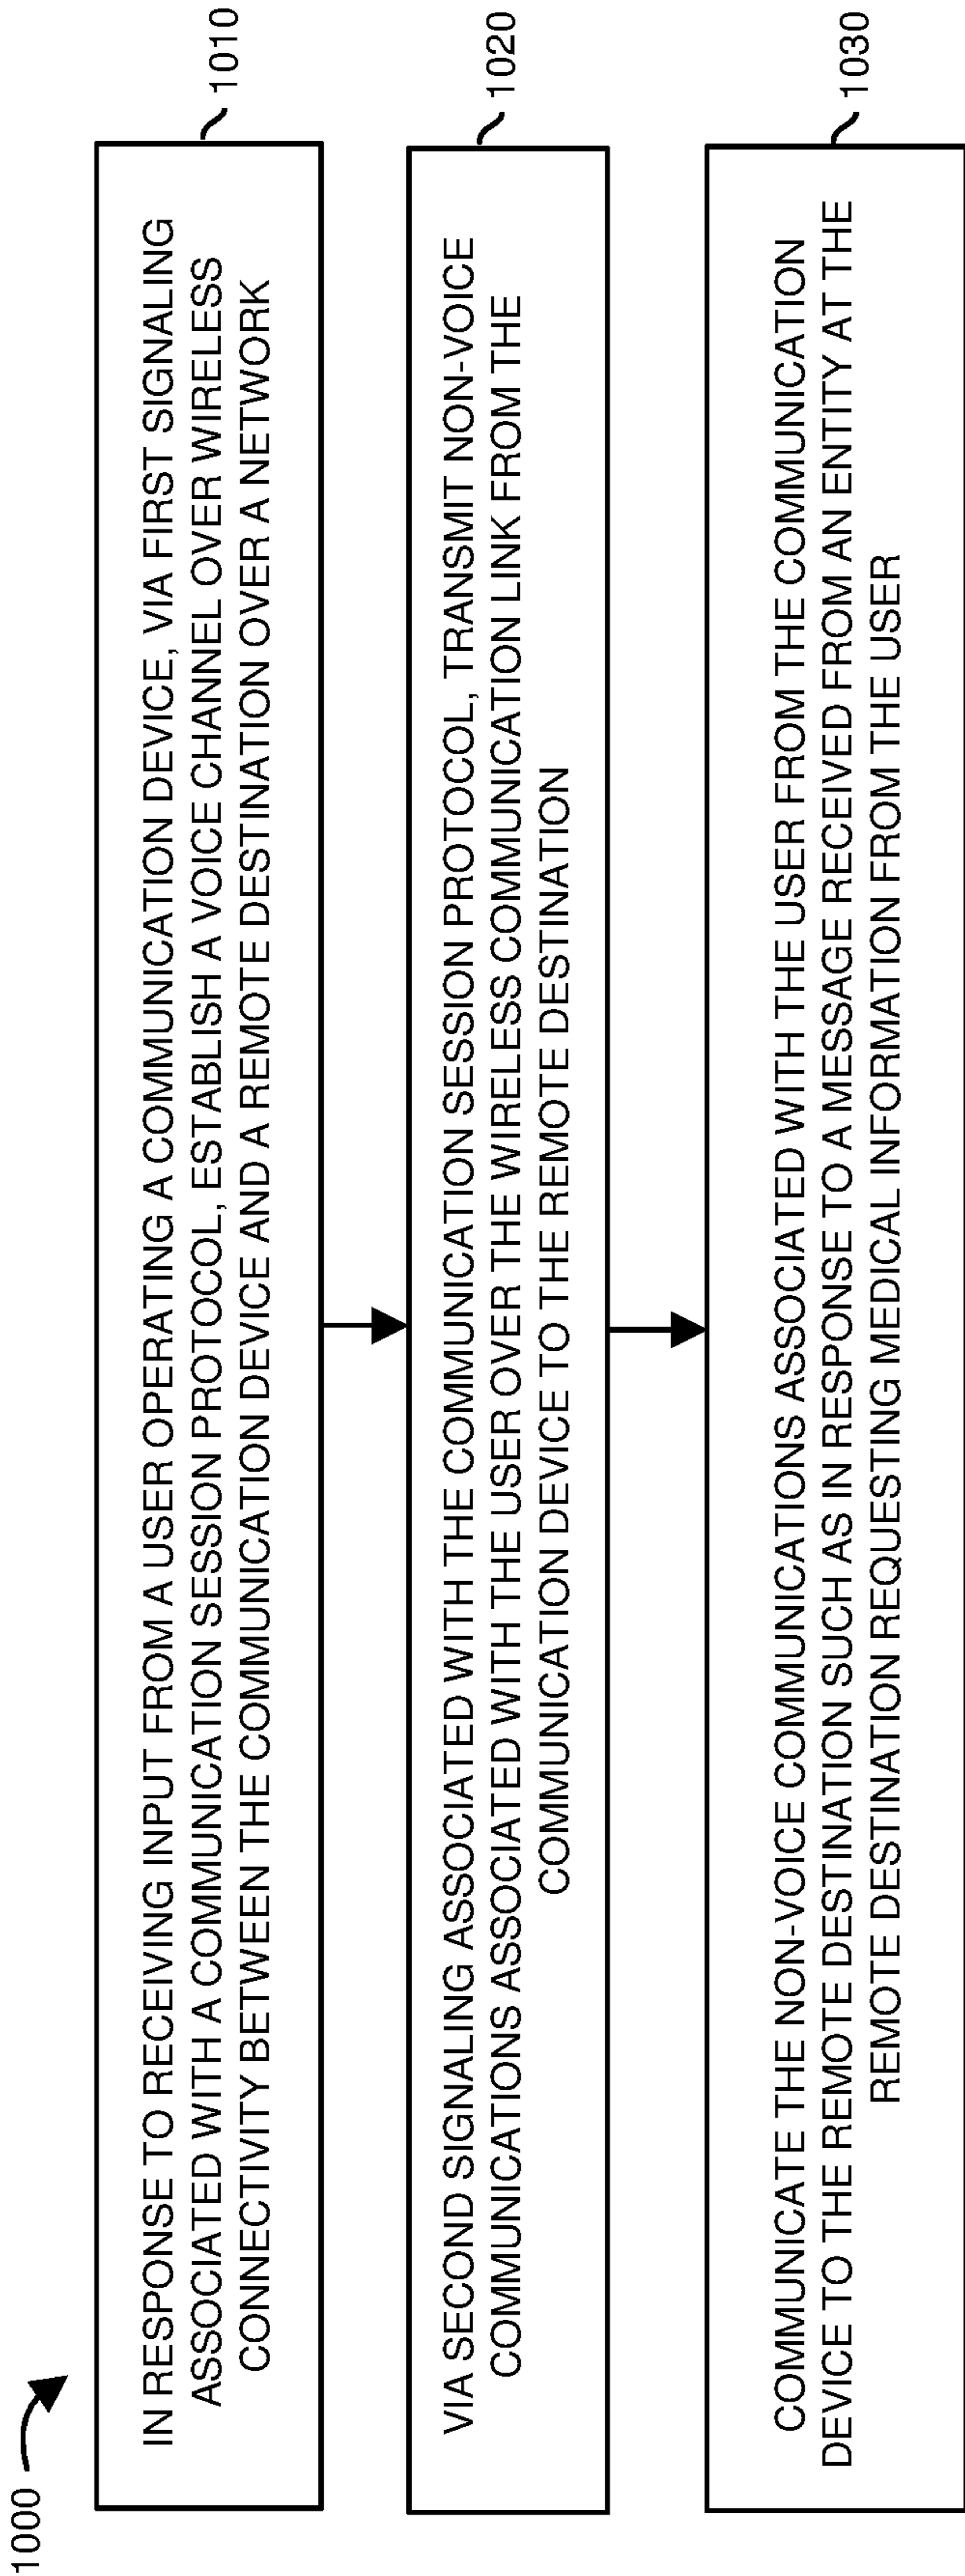 1000
IN RESPONSE TO RECEIVING INPUT FROM A USER OPERATING A COMMUNICATION DEVICE, VIA FIRST SIGNALING
ASSOCIATED WITH A COMMUNICATION SESSION PROTOCOL, ESTABLISH A VOICE CHANNEL OVER WIRELESS
CONNECTIVITY BETWEEN THE COMMUNICATION DEVICE AND A REMOTE DESTINATION OVER A NETWORK
1010
VIA SECOND SIGNALING ASSOCIATED WITH THE COMMUNICATION SESSION PROTOCOL, TRANSMIT NON-VOICE
COMMUNICATIONS ASSOCIATED WITH THE USER OVER THE WIRELESS COMMUNICATION LINK FROM THE
COMMUNICATION DEVICE TO THE REMOTE DESTINATION
1020
COMMUNICATE THE NON-VOICE COMMUNICATIONS ASSOCIATED WITH THE USER FROM THE COMMUNICATION
DEVICE TO THE REMOTE DESTINATION SUCH AS IN RESPONSE TO A MESSAGE RECEIVED FROM AN ENTITY AT THE
REMOTE DESTINATION REQUESTING MEDICAL INFORMATION FROM THE USER
1030